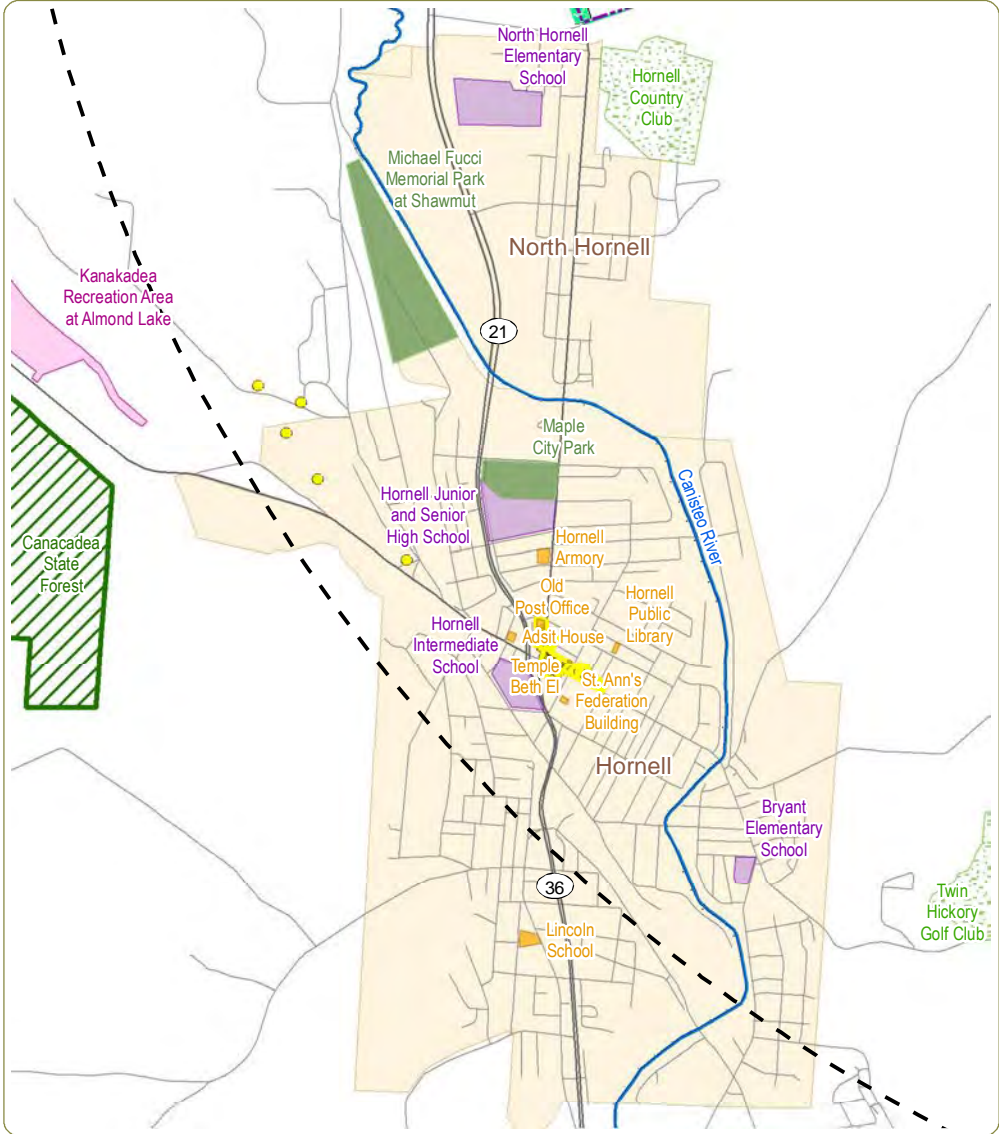 North Hornell
Elementary
School
Hornell
Country
Club
Michael Fucci
Memorial Park
at Shawmut
North Hornell
Kanakadea
Recreation Area
at Almond Lake
21
Maple
City Park
Canisteo River
Hornell Junior
and Senior
High School
Canacadea
State
Forest
Hornell
Armory
Old
Post Office
Hornell
Public
Library
Hornell
Intermediate
School
Adsit House
Temple
Beth El
St. Ann's
Federation
Building
Hornell
Bryant
Elementary
School
36
Twin
Hickory
Golf Club
Lincoln
School